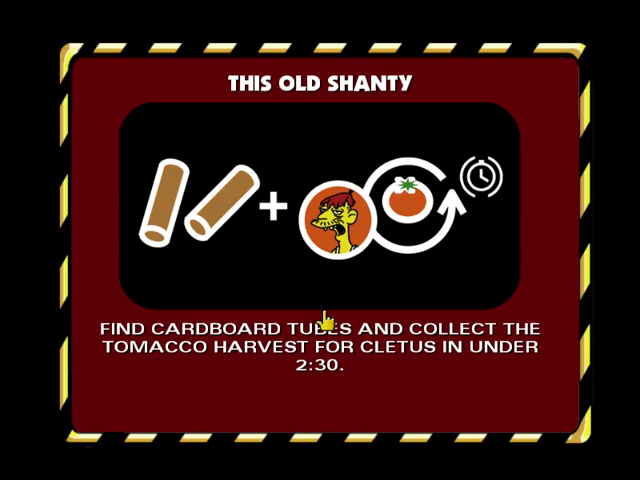 THIS OLD SHANTY
FIND CARDBOARD TUBES AND COLLECT THE
TOMACCO HARVEST FOR CLETUS IN UNDER
2:30.